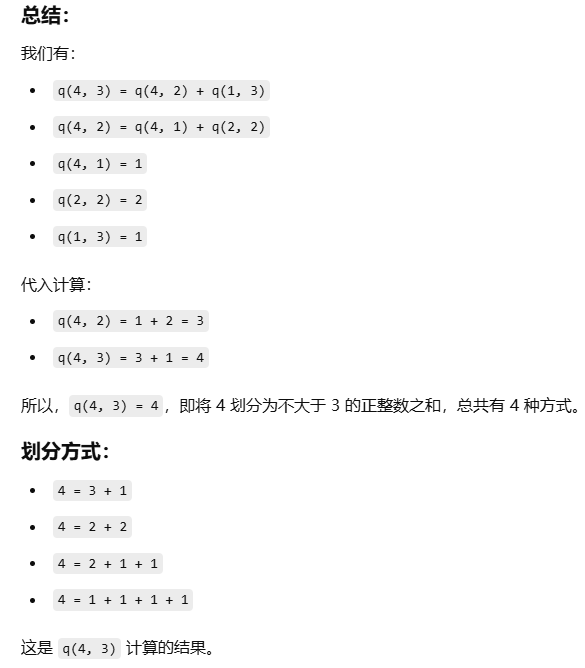 总结：
我们有：
• q(4, 3) = q(4, 2) + q(1, 3)
• q(4, 2) = q(4, 1) + q(2, 2)
• q(4, 1) = 1
• q(2, 2) = 2
• q(1, 3) = 1
代入计算：
• q(4, 2) = 1 + 2 = 3
• q(4, 3) = 3 + 1 = 4
所以，q(4, 3) = 4，即将 4 划分为不大于 3 的正整数之和，总共有 4 种方式。
划分方式：
• 4 = 3 + 1
• 4 = 2 + 2
• 4 = 2 + 1 + 1
• 4 = 1 + 1 + 1 + 1
这是 q(4, 3) 计算的结果。